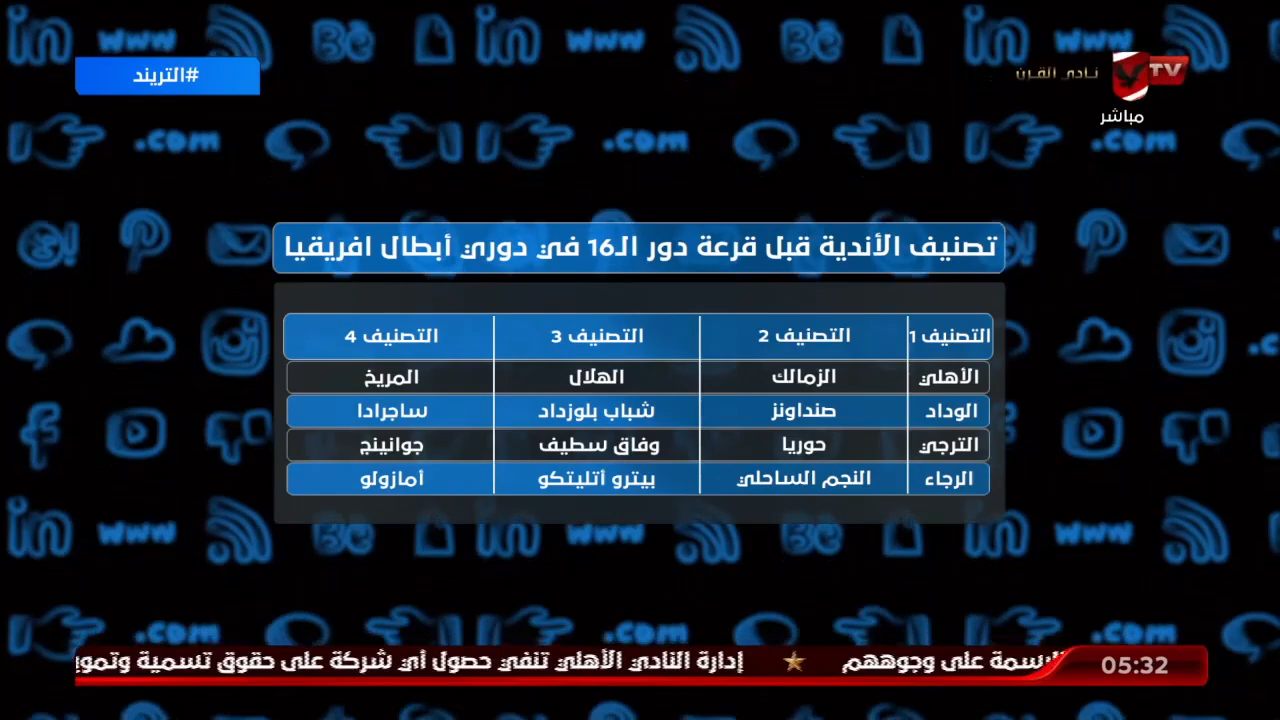 #التريند
نادي القرن
TV
مباشر
تصنيف الأندية قبل قرعة دور الـ16 في دوري أبطال افريقيا
التصنيف 1 التصنيف 2 التصنيف 3 التصنيف 4
الأهلي الزمالك الهلال المريخ
الوداد صنداونز شباب بلوزداد ساجرادا
الترجي حوريا وفاق سطيف جوانينج
الرجاء النجم الساحلي بيترو أتليتكو أمازولو
05:32
على وجوههم ★ إدارة النادي الأهلي تنفي حصول أي شركة على حقوق تسمية